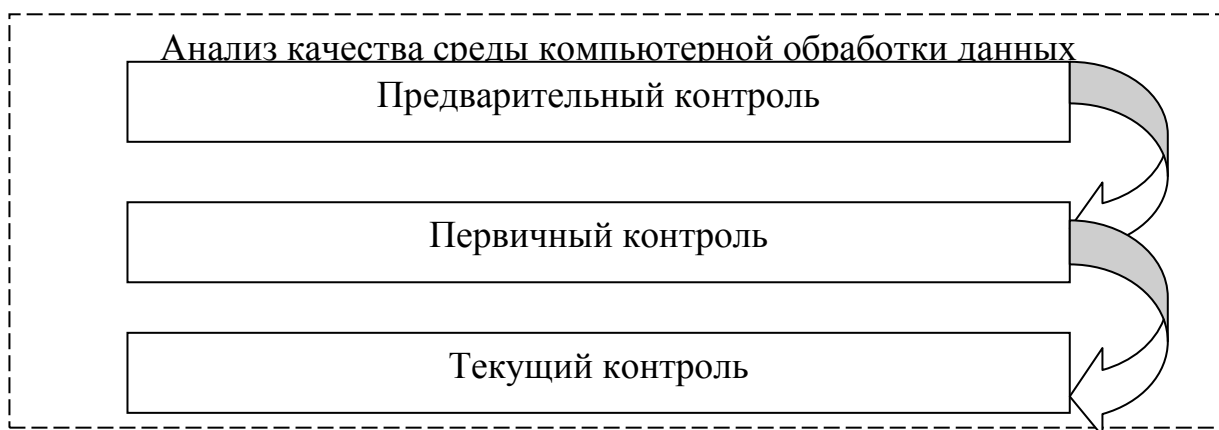 Анализ качества среды компьютерной обработки данных
Предварительный контроль
Первичный контроль
Текущий контроль